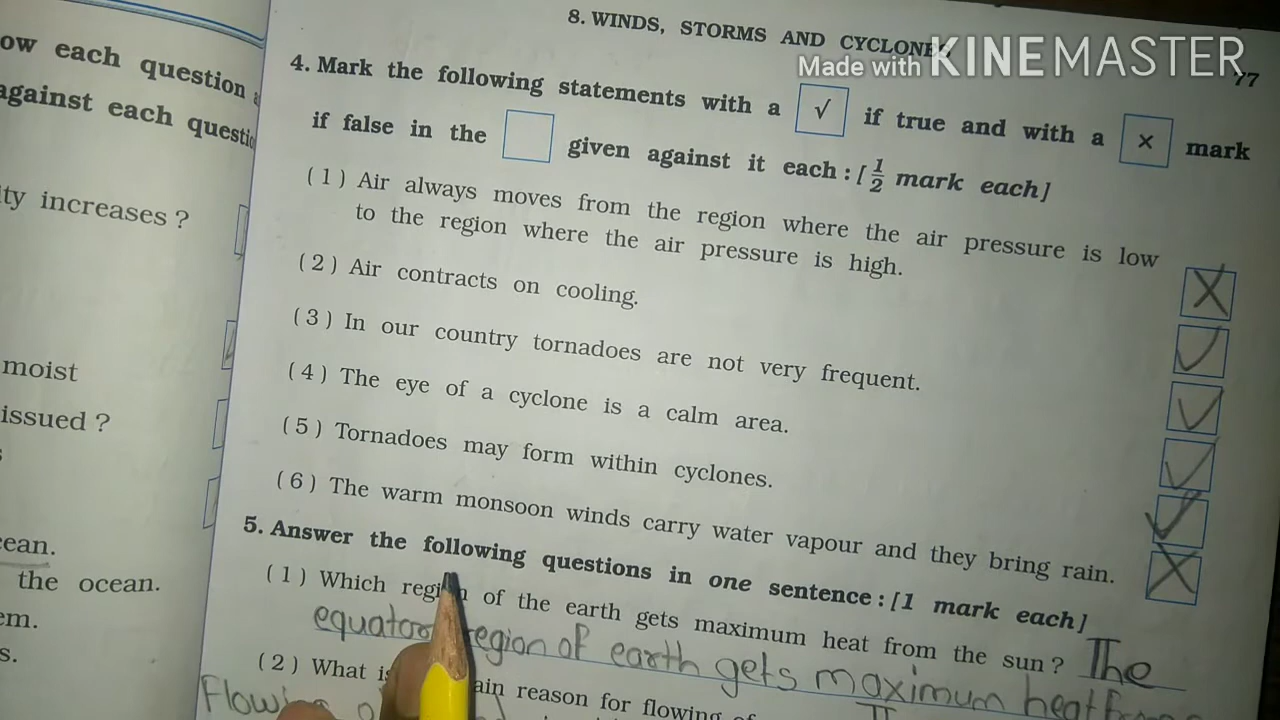 8. WINDS, STORMS AND CYCLONES
77
Made with KINEMASTER
ow each question
against each questio
ty increases ?
moist
issued ?
ean.
the ocean.
em.
s.
4. Mark the following statements with a √ if true and with a × mark
if false in the given against it each : [ 1/2 mark each]
( 1 ) Air always moves from the region where the air pressure is low
to the region where the air pressure is high. ×
( 2 ) Air contracts on cooling. ✓
( 3 ) In our country tornadoes are not very frequent. ✓
( 4 ) The eye of a cyclone is a calm area. ✓
( 5 ) Tornadoes may form within cyclones. ✓
( 6 ) The warm monsoon winds carry water vapour and they bring rain. ×
5. Answer the following questions in one sentence : [1 mark each]
( 1 ) Which region of the earth gets maximum heat from the sun ? The
equator region of earth gets maximum heat
( 2 ) What is ain reason for flowing of